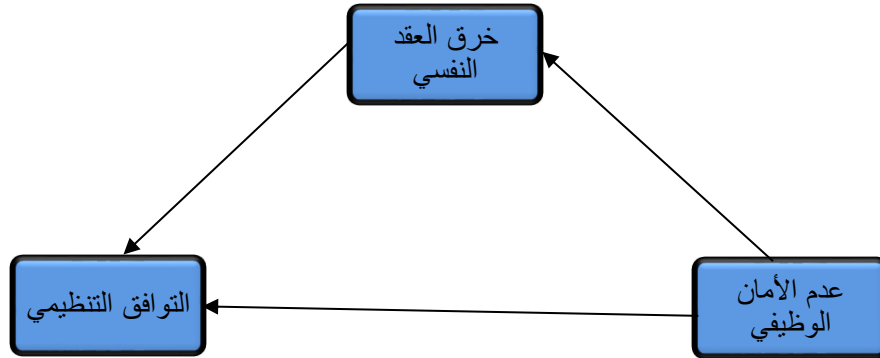 خرق العقد
النفسي
عدم الأمان
الوظيفي
التوافق التنظيمي